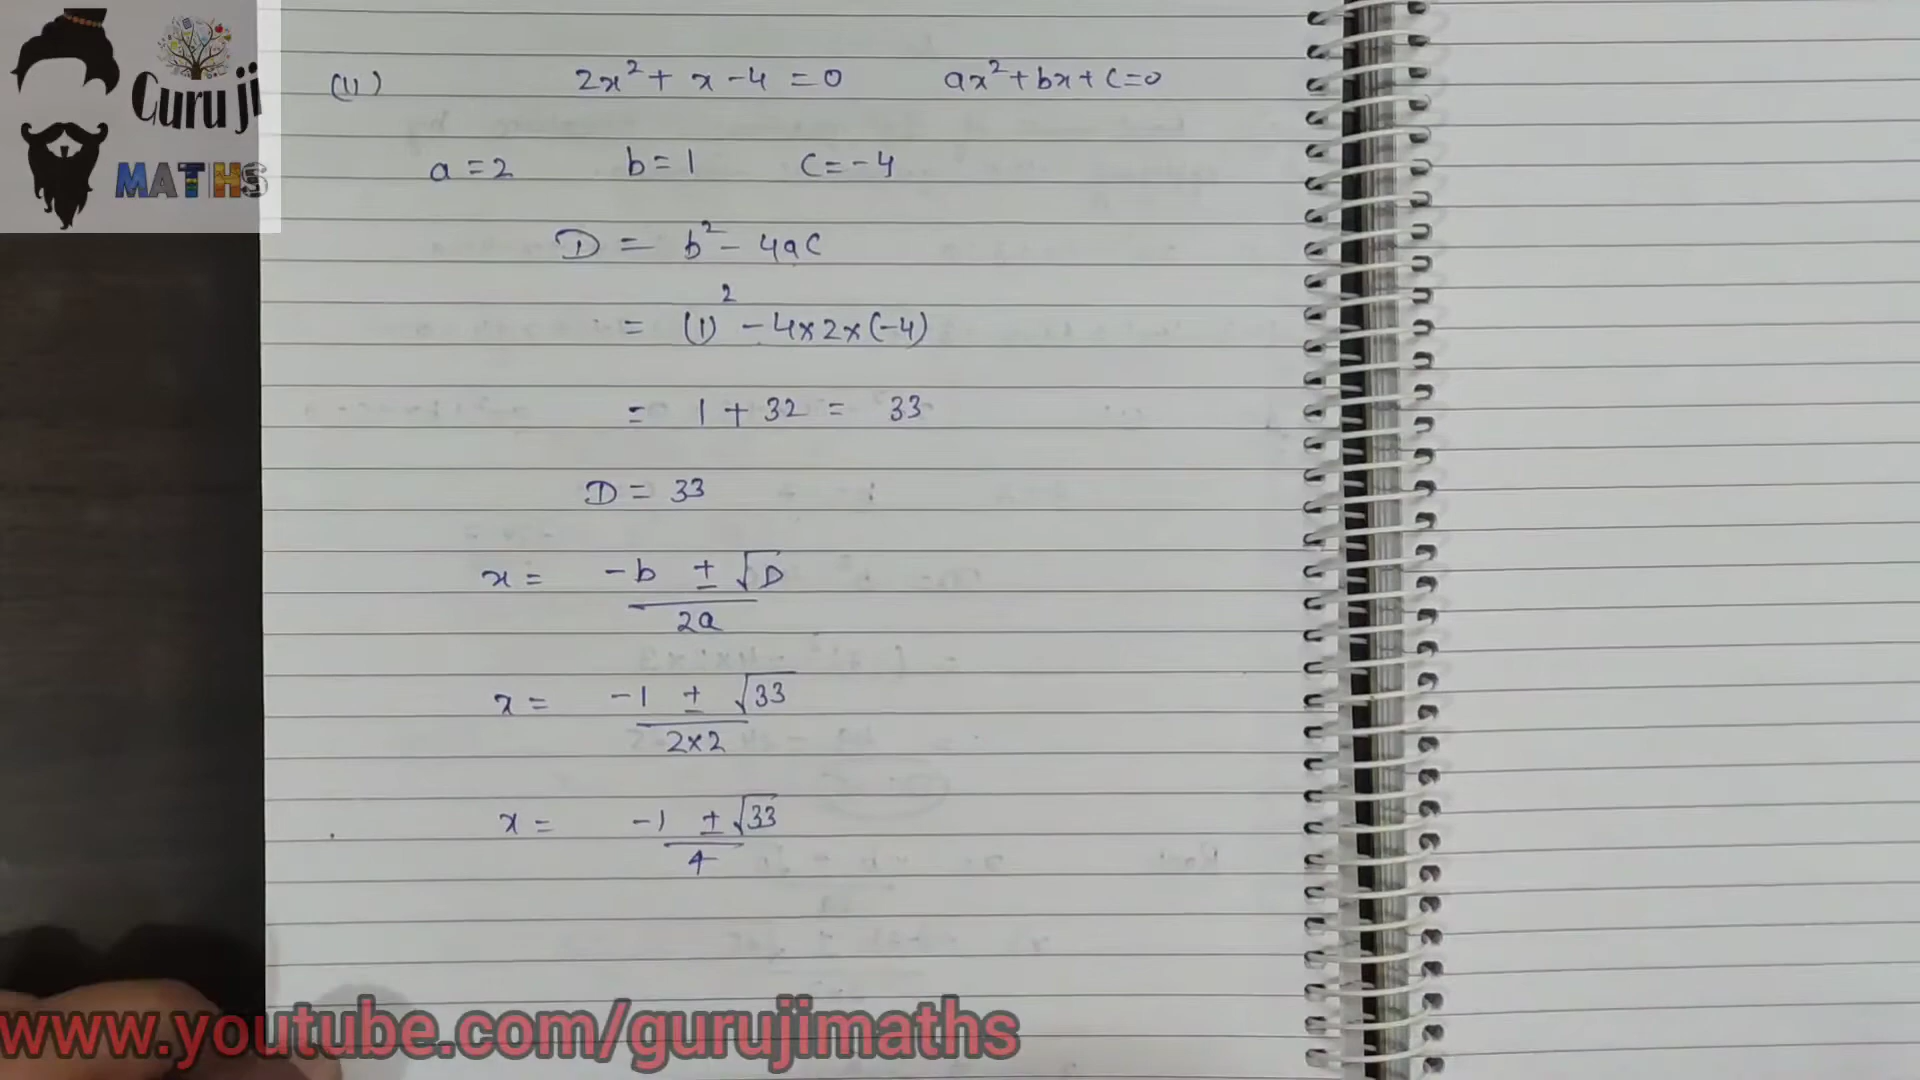 Guru ji
MATHS
(11) 2x² + x - 4 = 0 ax² + bx + c = 0
a = 2 b = 1 c = -4
D = b² - 4ac
= (1)² - 4×2×(-4)
= 1 + 32 = 33
D = 33
x = -b ± √D
2a
x = -1 ± √33
2×2
x = -1 ± √33
4
www.youtube.com/gurujimaths